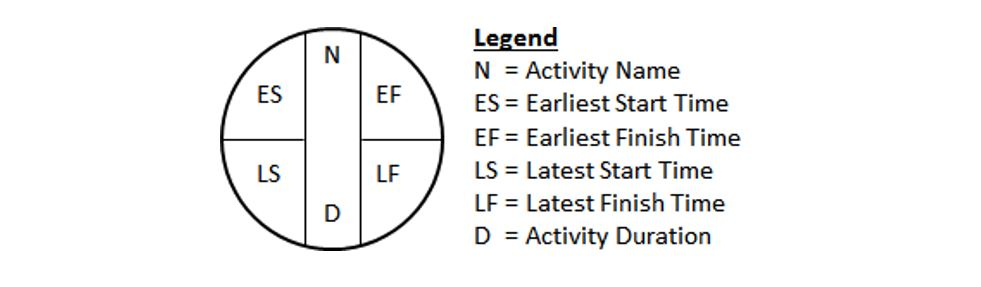 N
ES
EF
LS
LF
D
Legend
N = Activity Name
ES = Earliest Start Time
EF = Earliest Finish Time
LS = Latest Start Time
LF = Latest Finish Time
D = Activity Duration